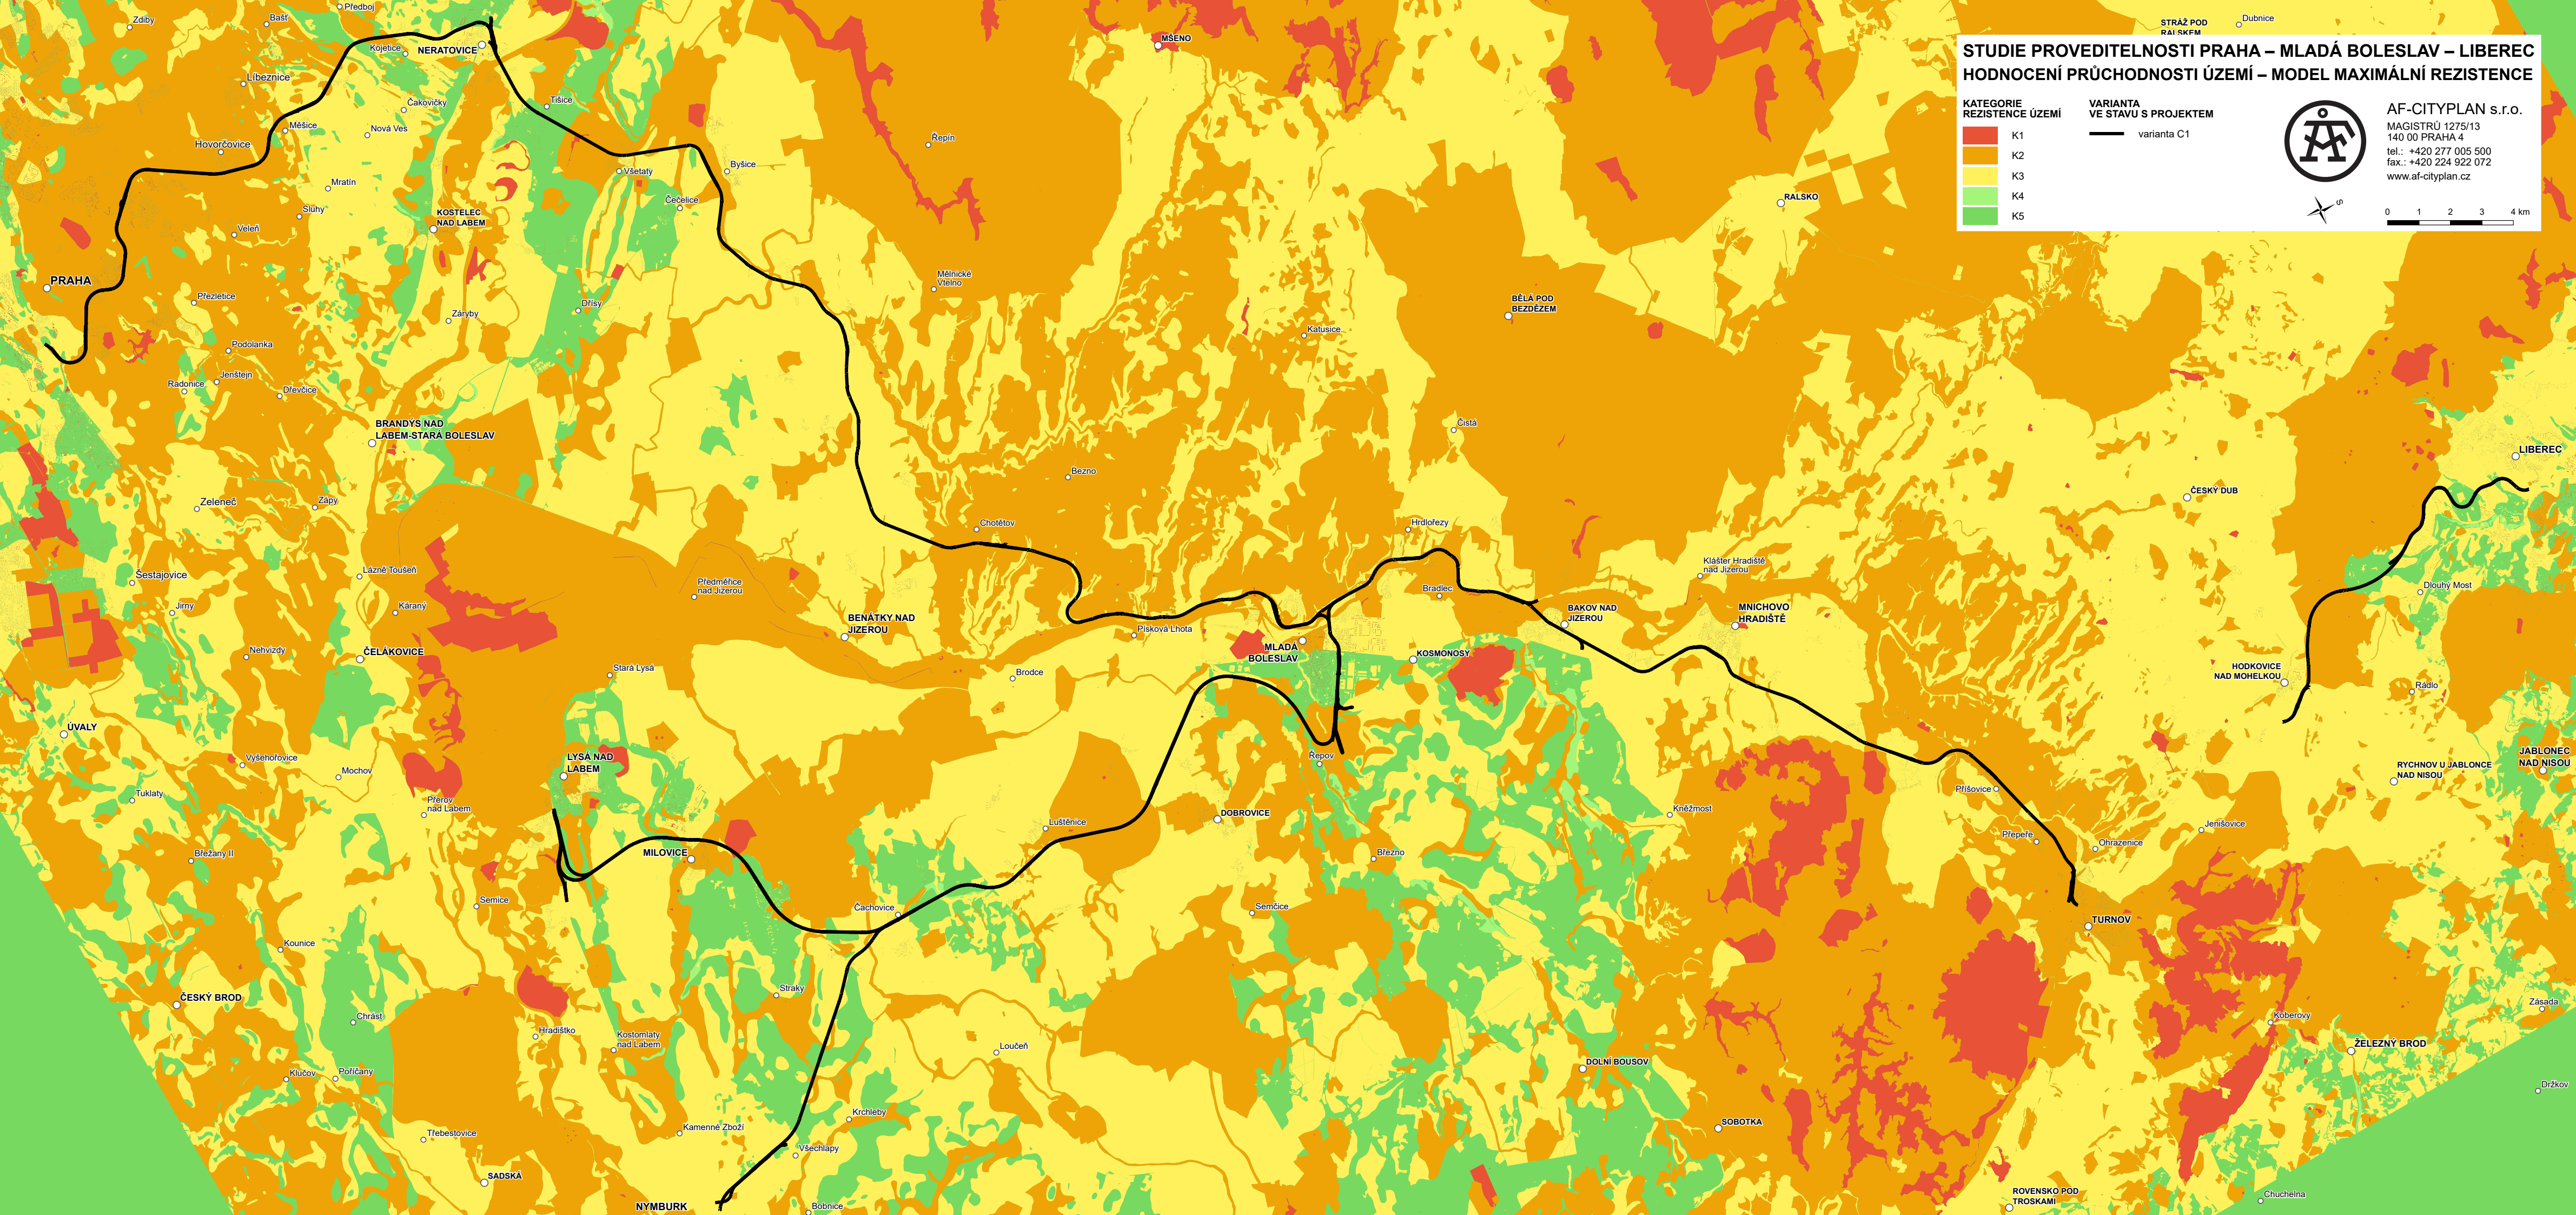 STUDIE PROVEDITELNOSTI PRAHA – MLADÁ BOLESLAV – LIBEREC
HODNOCENÍ PRŮCHODNOSTI ÚZEMÍ – MODEL MAXIMÁLNÍ REZISTENCE
KATEGORIE
REZISTENCE ÚZEMÍ
K1
K2
K3
K4
K5
VARIANTA
VE STAVU S PROJEKTEM
varianta C1
AF
AF-CITYPLAN s.r.o.
MAGISTRŮ 1275/13
140 00 PRAHA 4
tel.: +420 277 005 500
fax.: +420 224 922 072
www.af-cityplan.cz
S
0 1 2 3 4 km
Zdiby
Bašť
Předboj
Kojetice
NERATOVICE
MŠENO
STRÁŽ POD
RALSKEM
Dubnice
Líbeznice
Čakovičky
Tišice
Měšice
Nová Ves
Hovorčovice
Řepín
Všetaty
Byšice
Mratín
Čečelice
RALSKO
Sluhy
KOSTELEC
NAD LABEM
Veleň
PRAHA
Mělnické
Vtelno
Přezletice
Dřísy
Záryby
BĚLÁ POD
BEZDĚZEM
Katusice
Podolanka
Jenštejn
Radonice
Dřevčice
BRANDÝS NAD
LABEM-STARÁ BOLESLAV
Čistá
LIBEREC
Bezno
ČESKÝ DUB
Zeleneč
Zápy
Chotětov
Hrdlořezy
Šestajovice
Lázně Toušeň
Předměřice
nad Jizerou
Klášter Hradiště
nad Jizerou
Bradlec
Dlouhý Most
Jirny
Káraný
BENÁTKY NAD
JIZEROU
Písková Lhota
BAKOV NAD
JIZEROU
MNICHOVO
HRADIŠTĚ
Nehvizdy
ČELÁKOVICE
MLADÁ
BOLESLAV
KOSMONOSY
Stará Lysá
Brodce
HODKOVICE
NAD MOHELKOU
Rádlo
ÚVALY
Vyšehořovice
Mochov
LYSÁ NAD
LABEM
Řepov
RYCHNOV U JABLONCE
NAD NISOU
JABLONEC
NAD NISOU
Tuklaty
Přerov
nad Labem
Příšovice
Kněžmost
DOBROVICE
Luštěnice
Jenišovice
Přepeře
Ohrazenice
Břežany II
MILOVICE
Březno
Semice
Čachovice
Semčice
TURNOV
Kounice
ČESKÝ BROD
Straky
Chrást
Hradištko
Kostomlaty
nad Labem
Loučeň
Zásada
Koberovy
ŽELEZNÝ BROD
Klučov
Poříčany
DOLNÍ BOUSOV
Držkov
Krchleby
Třebestovice
Kamenné Zboží
SOBOTKA
Všechlapy
SADSKÁ
NYMBURK
Bobnice
ROVENSKO POD
TROSKAMI
Chuchelna